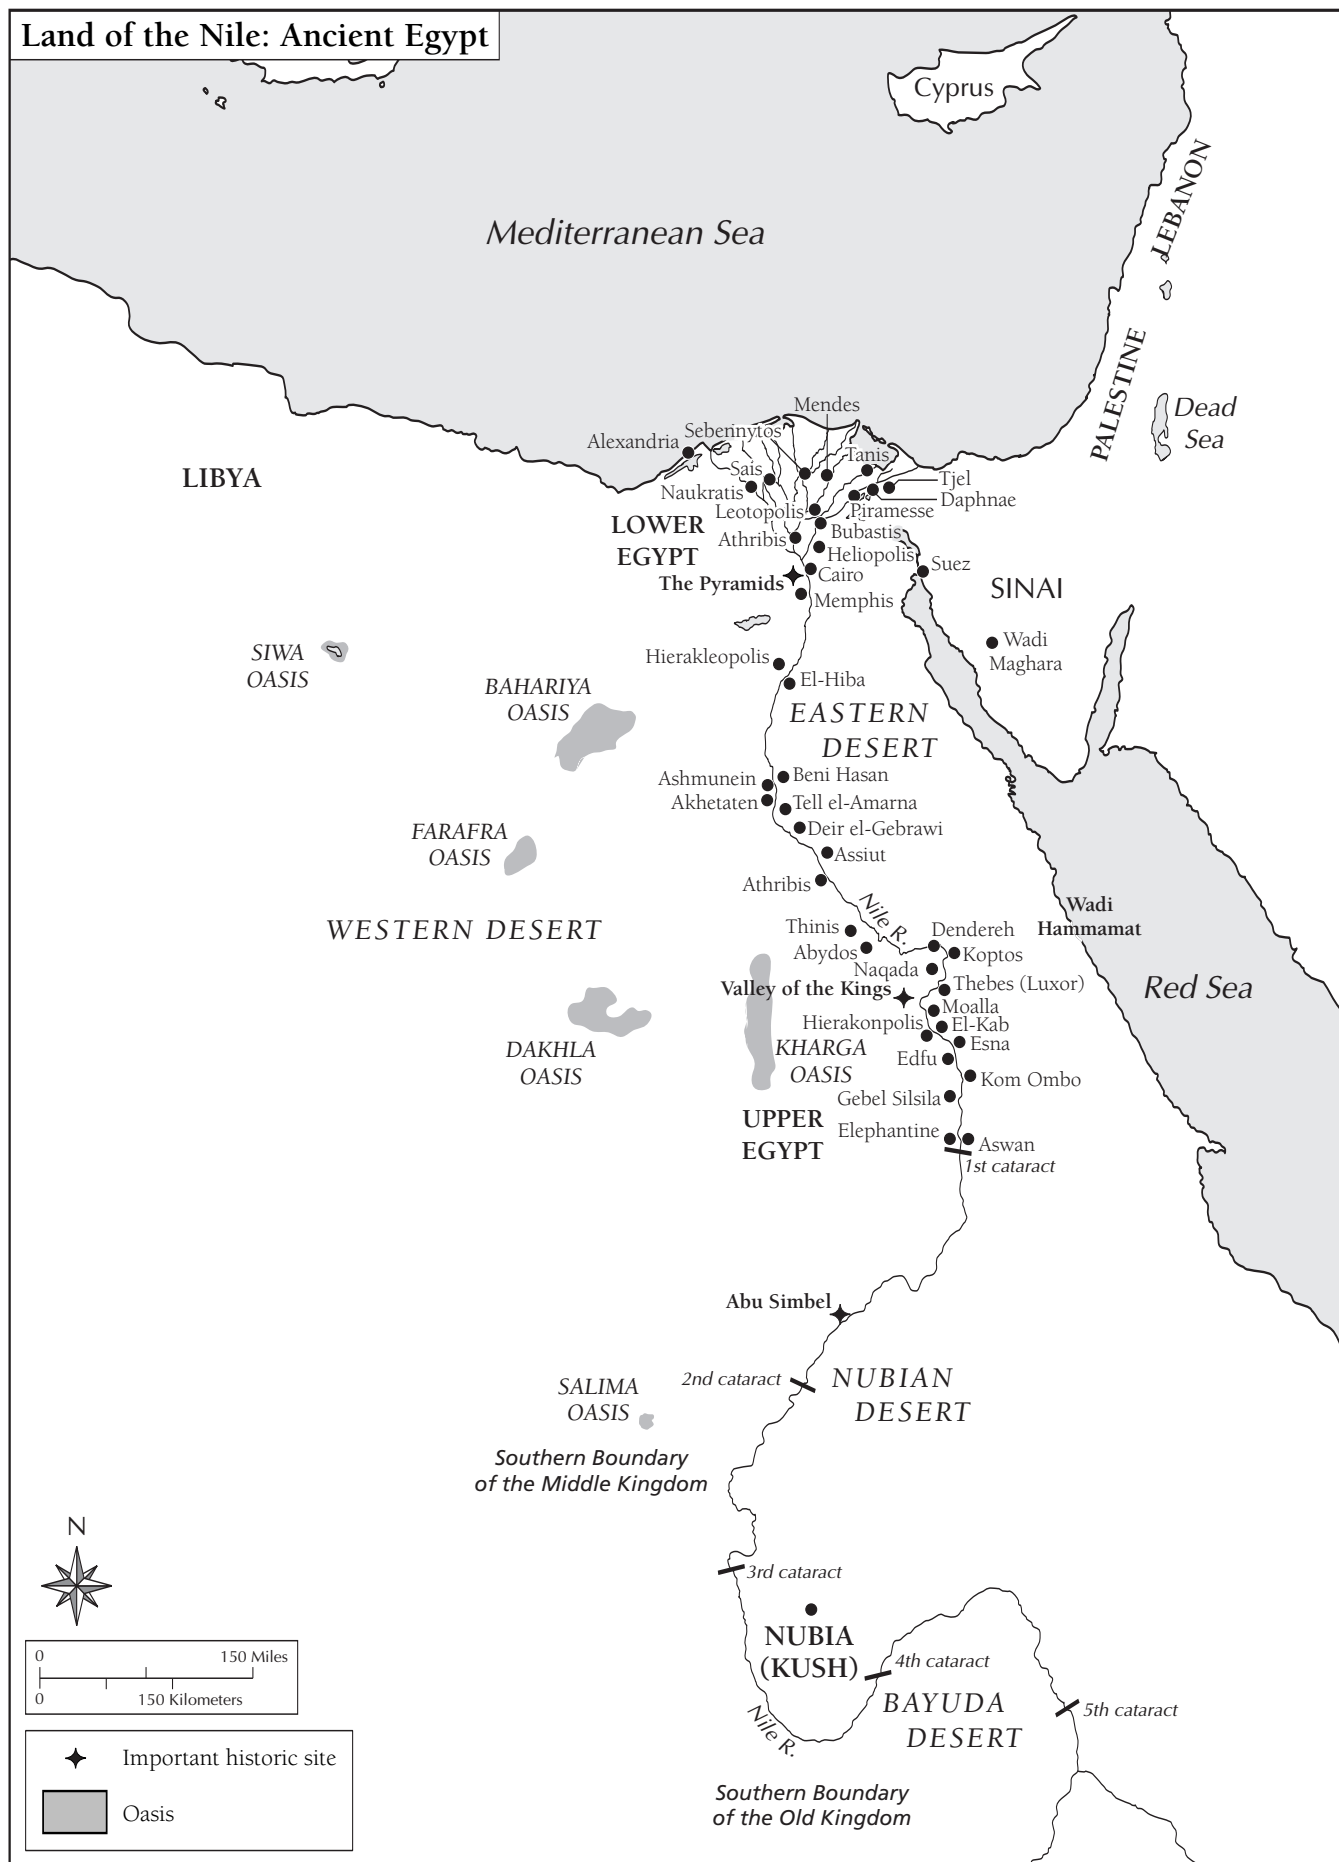 Land of the Nile: Ancient Egypt
Cyprus
LEBANON
Mediterranean Sea
PALESTINE
Dead
Sea
Mendes
Sebennytos
Alexandria
Tanis
LIBYA
Sais
Tjel
Naukratis
Daphnae
Leotopolis
Piramesse
LOWER
EGYPT
Bubastis
Athribis
Heliopolis
Suez
The Pyramids
Cairo
SINAI
Memphis
Wadi
Maghara
SIWA
OASIS
Hierakleopolis
El-Hiba
BAHARIYA
OASIS
EASTERN
DESERT
Ashmunein
Beni Hasan
Akhetaten
Tell el-Amarna
Deir el-Gebrawi
FARAFRA
OASIS
Assiut
Athribis
Nile R.
Wadi
Hammamat
WESTERN DESERT
Thinis
Dendereh
Abydos
Koptos
Naqada
Valley of the Kings
Thebes (Luxor)
Red Sea
Moalla
Hierakonpolis
El-Kab
Esna
DAKHLA
OASIS
KHARGA
OASIS
Edfu
Kom Ombo
Gebel Silsila
UPPER
EGYPT
Elephantine
Aswan
1st cataract
Abu Simbel
2nd cataract
NUBIAN
DESERT
SALIMA
OASIS
Southern Boundary
of the Middle Kingdom
N
3rd cataract
NUBIA
(KUSH)
4th cataract
BAYUDA
DESERT
5th cataract
Nile R.
0 150 Miles
0 150 Kilometers
Important historic site
Oasis
Southern Boundary
of the Old Kingdom